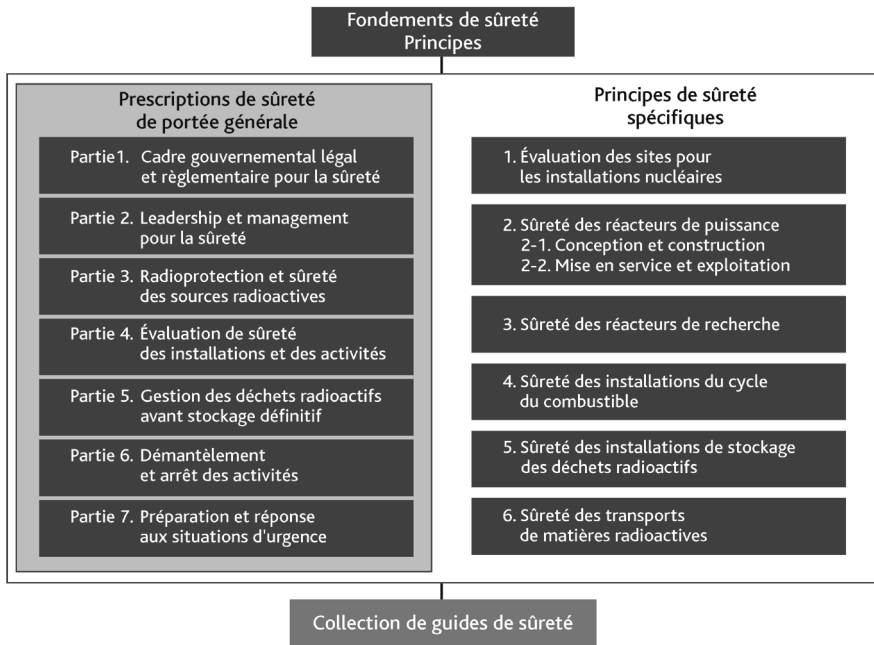 Fondements de sûreté
Principes
Prescriptions de sûreté
de portée générale
Partie1. Cadre gouvernemental légal
et règlementaire pour la sûreté
Partie 2. Leadership et management
pour la sûreté
Partie 3. Radioprotection et sûreté
des sources radioactives
Partie 4. Évaluation de sûreté
des installations et des activités
Partie 5. Gestion des déchets radioactifs
avant stockage définitif
Partie 6. Démantèlement
et arrêt des activités
Partie 7. Préparation et réponse
aux situations d'urgence
Principes de sûreté
spécifiques
1. Évaluation des sites pour
les installations nucléaires
2. Sûreté des réacteurs de puissance
2-1. Conception et construction
2-2. Mise en service et exploitation
3. Sûreté des réacteurs de recherche
4. Sûreté des installations du cycle
du combustible
5. Sûreté des installations de stockage
des déchets radioactifs
6. Sûreté des transports
de matières radioactives
Collection de guides de sûreté